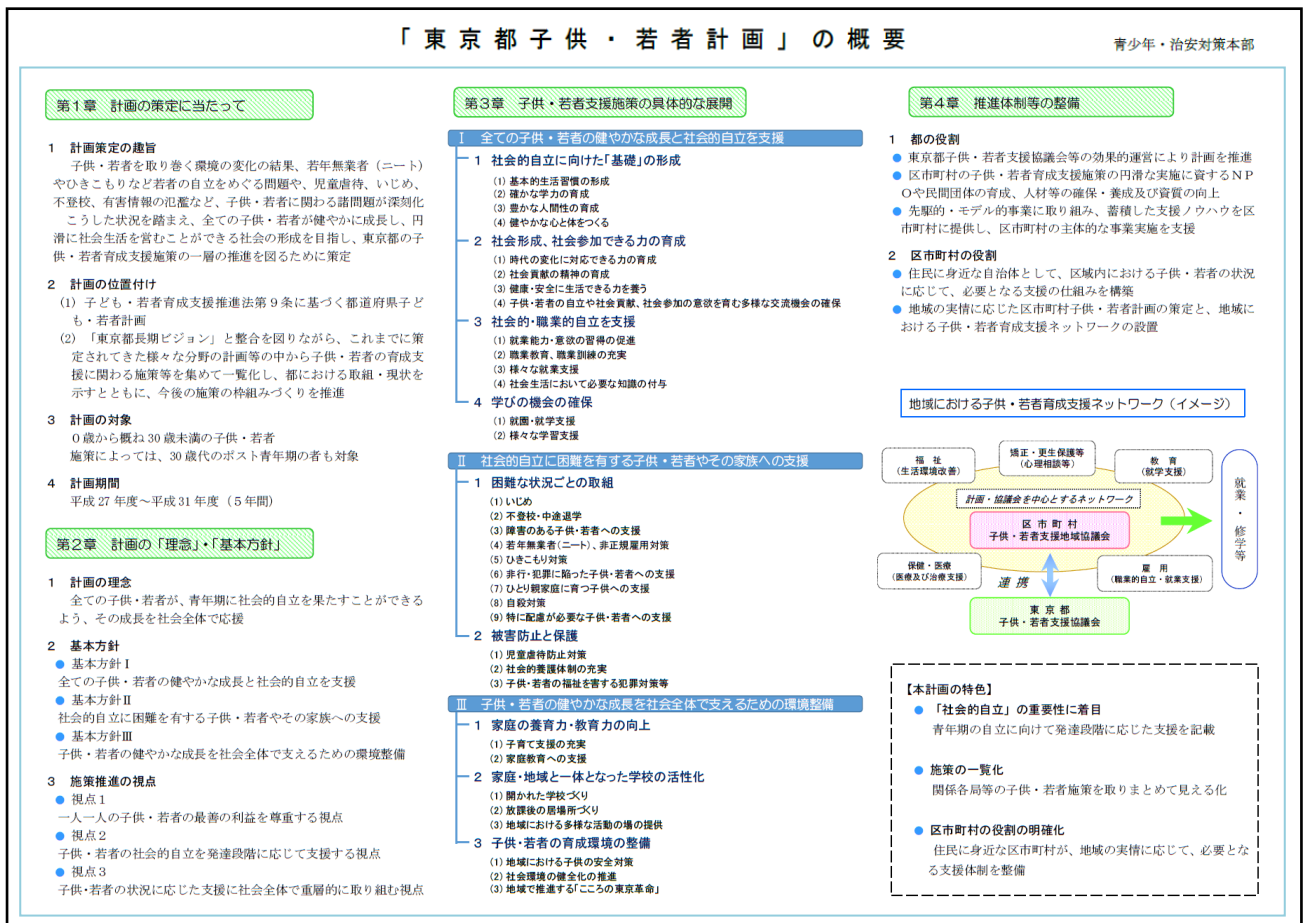 「東京都子供・若者計画」の概要
青少年・治安対策本部
第1章 計画の策定に当たって
1 計画策定の趣旨
子供・若者を取り巻く環境の変化の結果、若年無業者（ニート）
やひきこもりなど若者の自立をめぐる問題や、児童虐待、いじめ、
不登校、有害情報の氾濫など、子供・若者に関わる諸問題が深刻化
こうした状況を踏まえ、全ての子供・若者が健やかに成長し、円
滑に社会生活を営むことができる社会の形成を目指し、東京都の子
供・若者育成支援施策の一層の推進を図るために策定
2 計画の位置付け
(1) 子ども・若者育成支援推進法第９条に基づく都道府県子ど
も・若者計画
(2) 「東京都長期ビジョン」と整合を図りながら、これまでに策
定されてきた様々な分野の計画等の中から子供・若者の育成支
援に関わる施策等を集めて一覧化し、都における取組・現状を
示すとともに、今後の施策の枠組みづくりを推進
3 計画の対象
０歳から概ね30歳未満の子供・若者
施策によっては、30歳代のポスト青年期の者も対象
4 計画期間
平成27年度～平成31年度（５年間）
第2章 計画の「理念」・「基本方針」
1 計画の理念
全ての子供・若者が、青年期に社会的自立を果たすことができる
よう、その成長を社会全体で応援
2 基本方針
● 基本方針Ⅰ
全ての子供・若者の健やかな成長と社会的自立を支援
● 基本方針Ⅱ
社会的自立に困難を有する子供・若者やその家族への支援
● 基本方針Ⅲ
子供・若者の健やかな成長を社会全体で支えるための環境整備
3 施策推進の視点
● 視点１
一人一人の子供・若者の最善の利益を尊重する視点
● 視点２
子供・若者の社会的自立を発達段階に応じて支援する視点
● 視点３
子供・若者の状況に応じた支援に社会全体で重層的に取り組む視点
第3章 子供・若者支援施策の具体的な展開
Ⅰ 全ての子供・若者の健やかな成長と社会的自立を支援
1 社会的自立に向けた「基礎」の形成
(1) 基本的生活習慣の形成
(2) 確かな学力の育成
(3) 豊かな人間性の育成
(4) 健やかな心と体をつくる
2 社会形成、社会参加できる力の育成
(1) 時代の変化に対応できる力の育成
(2) 社会貢献の精神の育成
(3) 健康・安全に生活できる力を養う
(4) 子供・若者の自立や社会貢献、社会参加の意欲を育む多様な交流機会の確保
3 社会的・職業的自立を支援
(1) 就業能力・意欲の習得の促進
(2) 職業教育、職業訓練の充実
(3) 様々な就業支援
(4) 社会生活において必要な知識の付与
4 学びの機会の確保
(1) 就園・就学支援
(2) 様々な学習支援
Ⅱ 社会的自立に困難を有する子供・若者やその家族への支援
1 困難な状況ごとの取組
(1) いじめ
(2) 不登校・中途退学
(3) 障害のある子供・若者への支援
(4) 若年無業者（ニート）、非正規雇用対策
(5) ひきこもり対策
(6) 非行・犯罪に陥った子供・若者への支援
(7) ひとり親家庭に育つ子供への支援
(8) 自殺対策
(9) 特に配慮が必要な子供・若者への支援
2 被害防止と保護
(1) 児童虐待防止対策
(2) 社会的養護体制の充実
(3) 子供・若者の福祉を害する犯罪対策等
Ⅲ 子供・若者の健やかな成長を社会全体で支えるための環境整備
1 家庭の養育力・教育力の向上
(1) 子育て支援の充実
(2) 家庭教育への支援
2 家庭・地域と一体となった学校の活性化
(1) 開かれた学校づくり
(2) 放課後の居場所づくり
(3) 地域における多様な活動の場の提供
3 子供・若者の育成環境の整備
(1) 地域における子供の安全対策
(2) 社会環境の健全化の推進
(3) 地域で推進する「こころの東京革命」
第4章 推進体制等の整備
1 都の役割
● 東京都子供・若者支援協議会等の効果的運営により計画を推進
● 区市町村の子供・若者育成支援施策の円滑な実施に資するＮＰ
Ｏや民間団体の育成、人材等の確保・養成及び資質の向上
● 先駆的・モデル的事業に取り組み、蓄積した支援ノウハウを区
市町村に提供し、区市町村の主体的な事業実施を支援
2 区市町村の役割
● 住民に身近な自治体として、区域内における子供・若者の状況
に応じて、必要となる支援の仕組みを構築
● 地域の実情に応じた区市町村子供・若者計画の策定と、地域に
おける子供・若者育成支援ネットワークの設置
地域における子供・若者育成支援ネットワーク（イメージ）
福 祉
（生活環境改善）
矯正・更生保護等
（心理相談等）
教 育
（就学支援）
計画・協議会を中心とするネットワーク
区市町村
子供・若者支援地域協議会
保健・医療
（医療及び治療支援）
連携
雇 用
（職業的自立・就業支援）
東京都
子供・若者支援協議会
就業・修学等
【本計画の特色】
● 「社会的自立」の重要性に着目
青年期の自立に向けて発達段階に応じた支援を記載
● 施策の一覧化
関係各局等の子供・若者施策を取りまとめて見える化
● 区市町村の役割の明確化
住民に身近な区市町村が、地域の実情に応じて、必要とな
る支援体制を整備